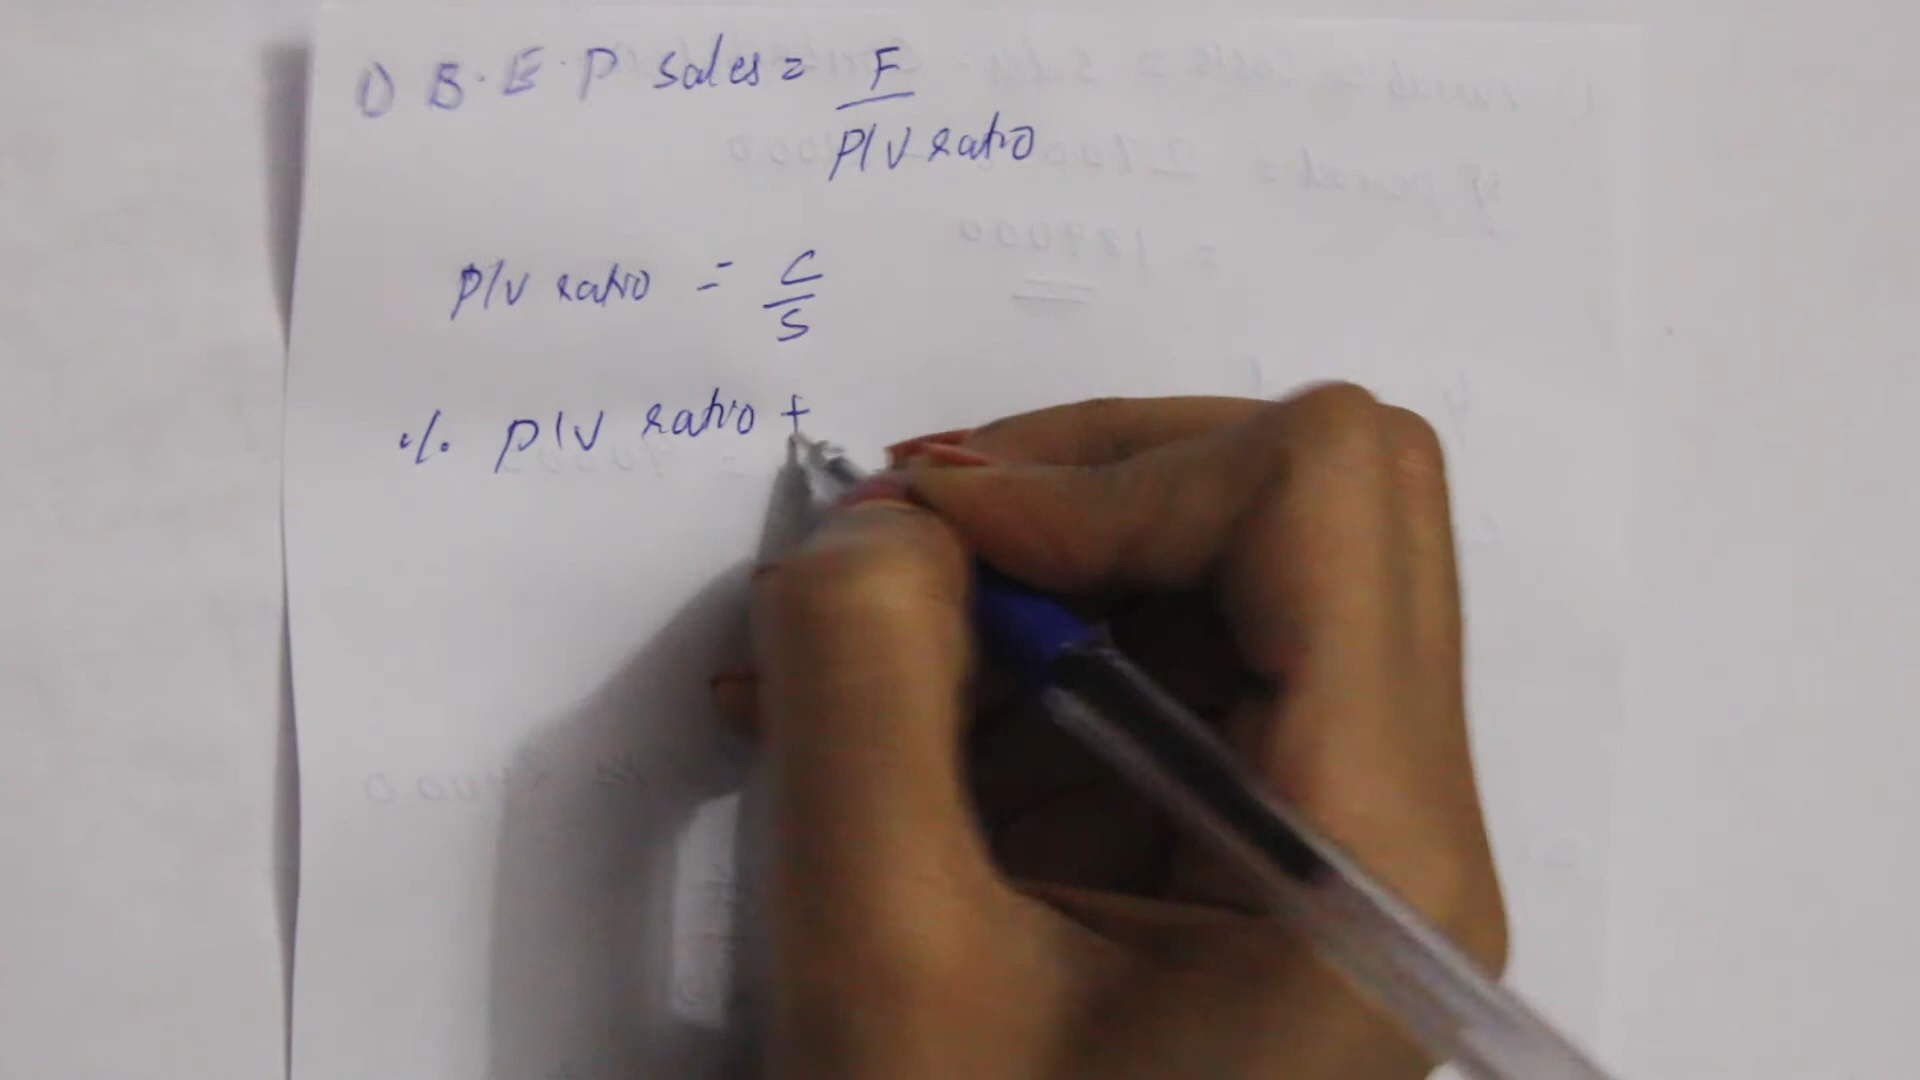 1) B.E.P sales = F / P/V ratio
P/V ratio = C / S
% P/V ratio +